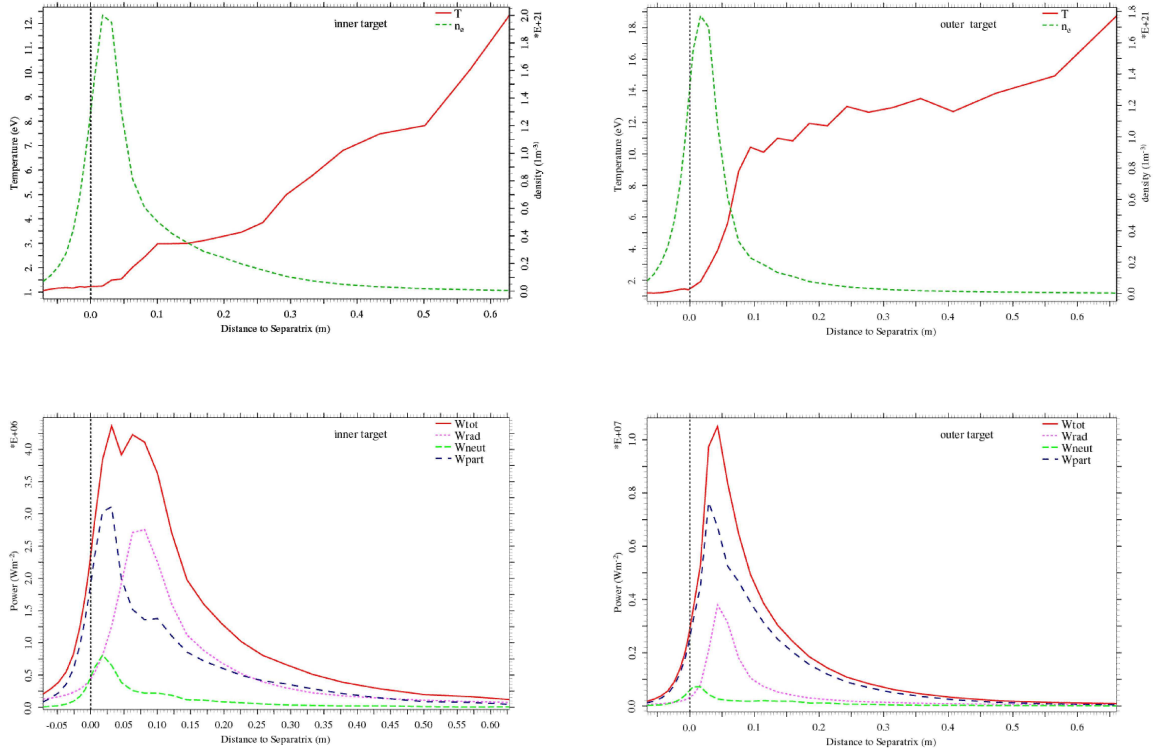 inner target
T
nₑ
*E+21
12.
11.
10.
9.
8.
7.
6.
5.
4.
3.
2.
1.
Temperature (eV)
2.0
1.8
1.6
1.4
1.2
1.0
0.8
0.6
0.4
0.2
0.0
density (1m⁻³)
0.0 0.1 0.2 0.3 0.4 0.5 0.6
Distance to Separatrix (m)
outer target
T
nₑ
*E+21
18.
16.
14.
12.
10.
8.
6.
4.
2.
Temperature (eV)
1.8
1.6
1.4
1.2
1.0
0.8
0.6
0.4
0.2
0.0
density (1m⁻³)
0.0 0.1 0.2 0.3 0.4 0.5 0.6
Distance to Separatrix (m)
*E+06
inner target
Wtot
Wrad
Wneut
Wpart
4.0
3.5
3.0
2.5
2.0
1.5
1.0
0.5
0.0
Power (Wm⁻²)
-0.05 0.00 0.05 0.10 0.15 0.20 0.25 0.30 0.35 0.40 0.45 0.50 0.55 0.60
Distance to Separatrix (m)
*E+07
outer target
Wtot
Wrad
Wneut
Wpart
1.0
0.8
0.6
0.4
0.2
0.0
Power (Wm⁻²)
0.0 0.1 0.2 0.3 0.4 0.5 0.6
Distance to Separatrix (m)